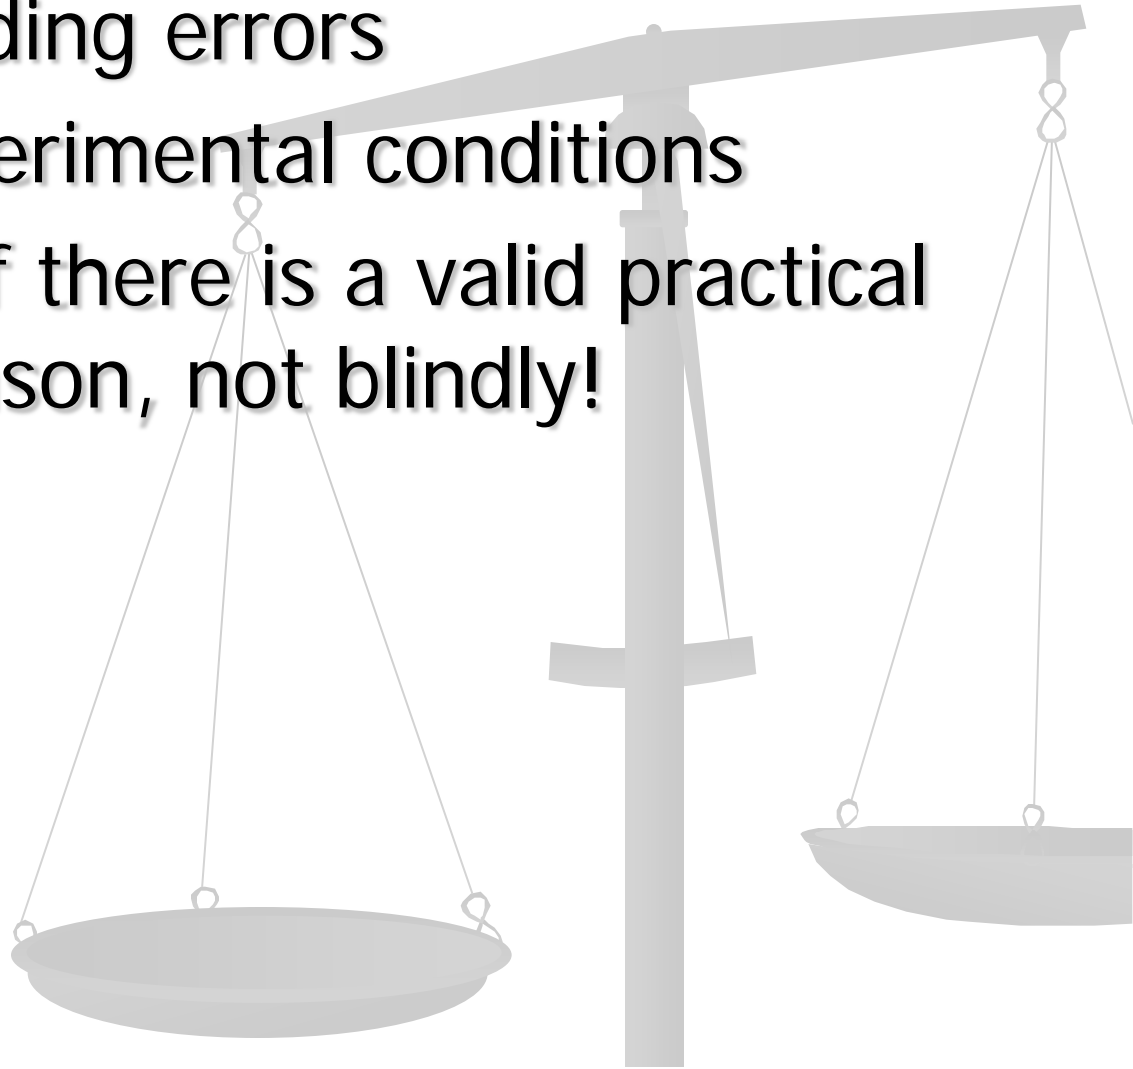 ding errors
erimental conditions
f there is a valid practical
son, not blindly!